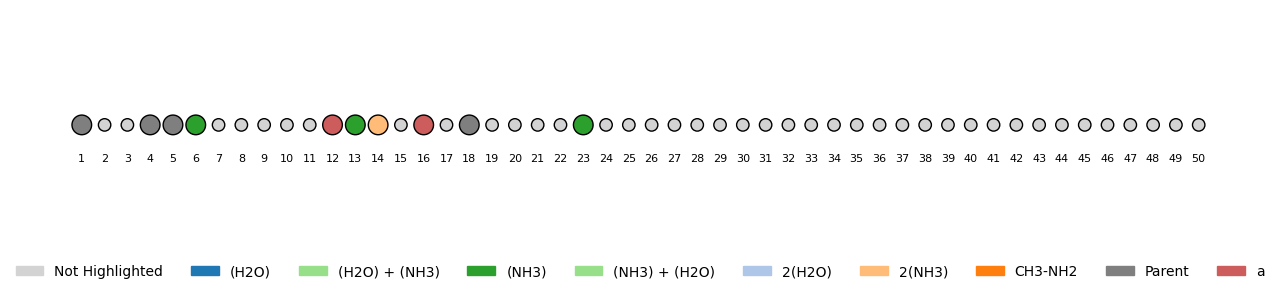 1 2 3 4 5 6 7 8 9 10 11 12 13 14 15 16 17 18 19 20 21 22 23 24 25 26 27 28 29 30 31 32 33 34 35 36 37 38 39 40 41 42 43 44 45 46 47 48 49 50
Not Highlighted (H2O) (H2O) + (NH3) (NH3) (NH3) + (H2O) 2(H2O) 2(NH3) CH3-NH2 Parent a